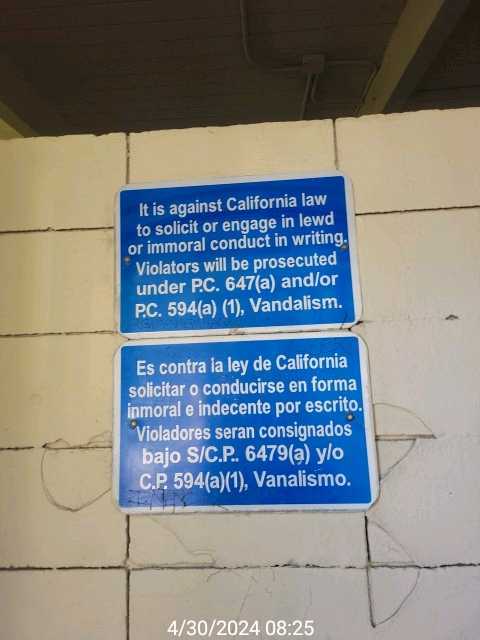 It is against California law
to solicit or engage in lewd
or immoral conduct in writing.
Violators will be prosecuted
under P.C. 647(a) and/or
P.C. 594(a) (1), Vandalism.
Es contra la ley de California
solicitar o conducirse en forma
inmoral e indecente por escrito.
Violadores seran consignados
bajo S/C.P.. 6479(a) y/o
C.P. 594(a)(1), Vanalismo.
4/30/2024 08:25